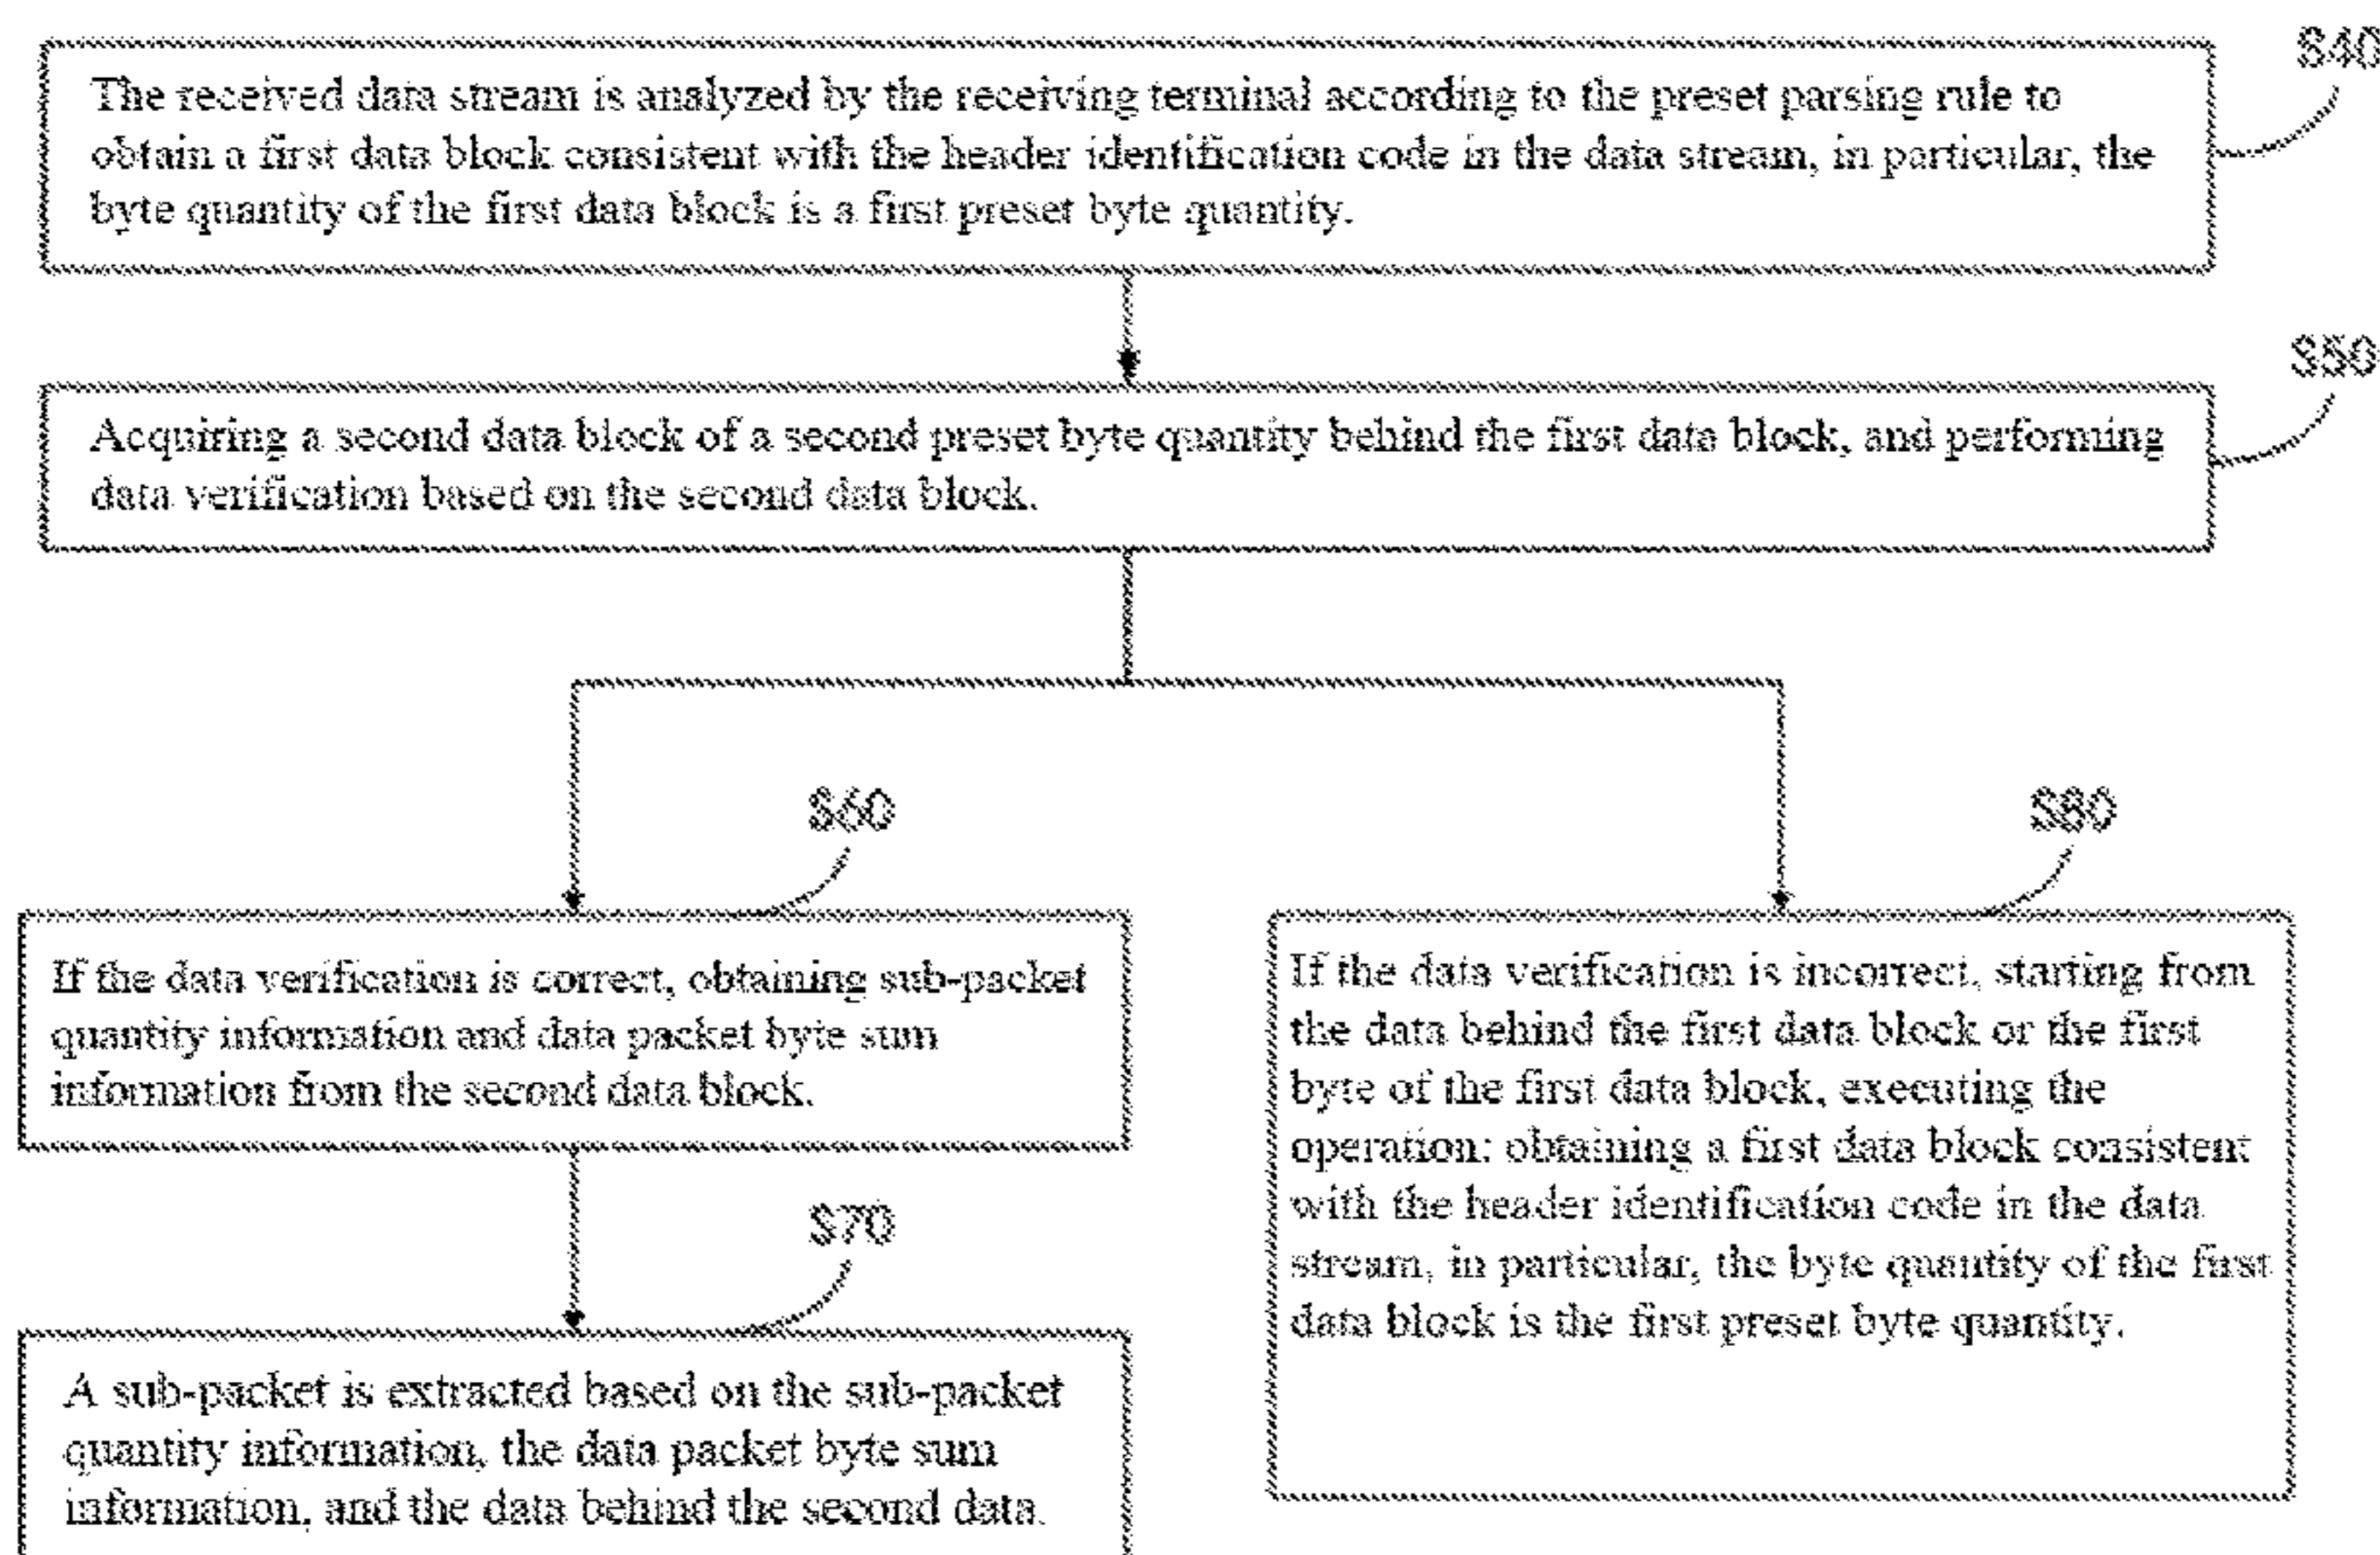 S40
The received data stream is analyzed by the receiving terminal according to the preset parsing rule to
obtain a first data block consistent with the header identification code in the data stream, in particular, the
byte quantity of the first data block is a first preset byte quantity.
S50
Acquiring a second data block of a second preset byte quantity behind the first data block, and performing
data verification based on the second data block.
S60
If the data verification is correct, obtaining sub-packet
quantity information and data packet byte sum
information from the second data block.
S70
A sub-packet is extracted based on the sub-packet
quantity information, the data packet byte sum
information, and the data behind the second data.
S80
If the data verification is incorrect, starting from
the data behind the first data block or the first
byte of the first data block, executing the
operation: obtaining a first data block consistent
with the header identification code in the data
stream, in particular, the byte quantity of the first
data block is the first preset byte quantity.